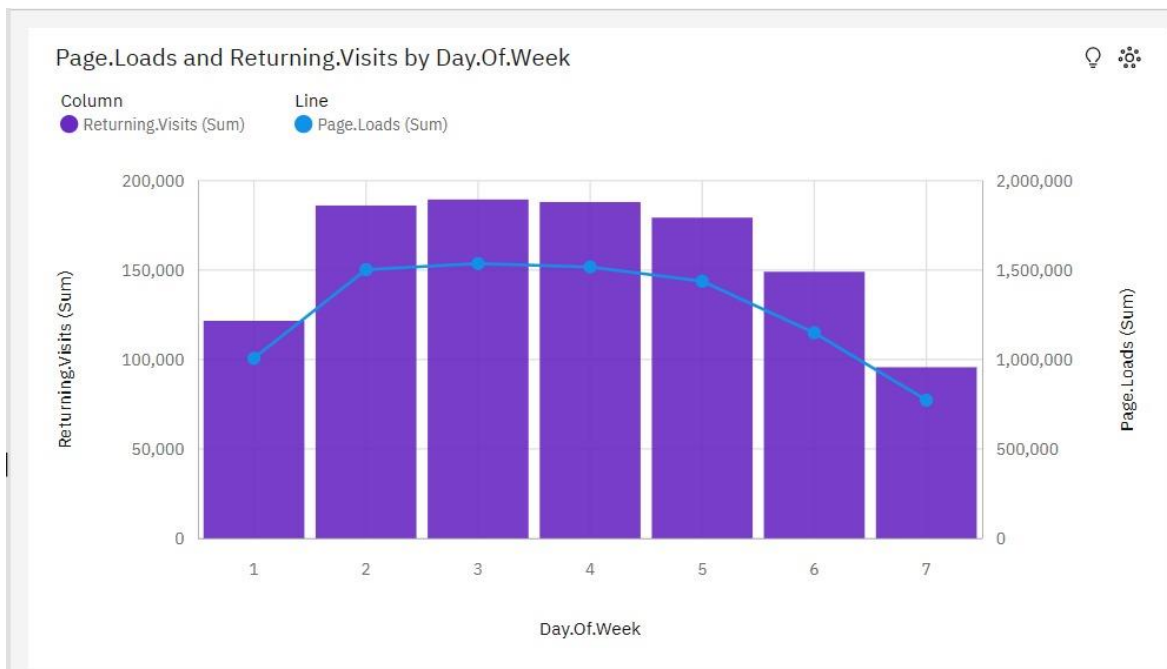 Page.Loads and Returning.Visits by Day.Of.Week
Column
Returning.Visits (Sum)
Line
Page.Loads (Sum)
Returning.Visits (Sum)
200,000
150,000
100,000
50,000
0
2,000,000
1,500,000
1,000,000
500,000
0
Page.Loads (Sum)
1 2 3 4 5 6 7
Day.Of.Week